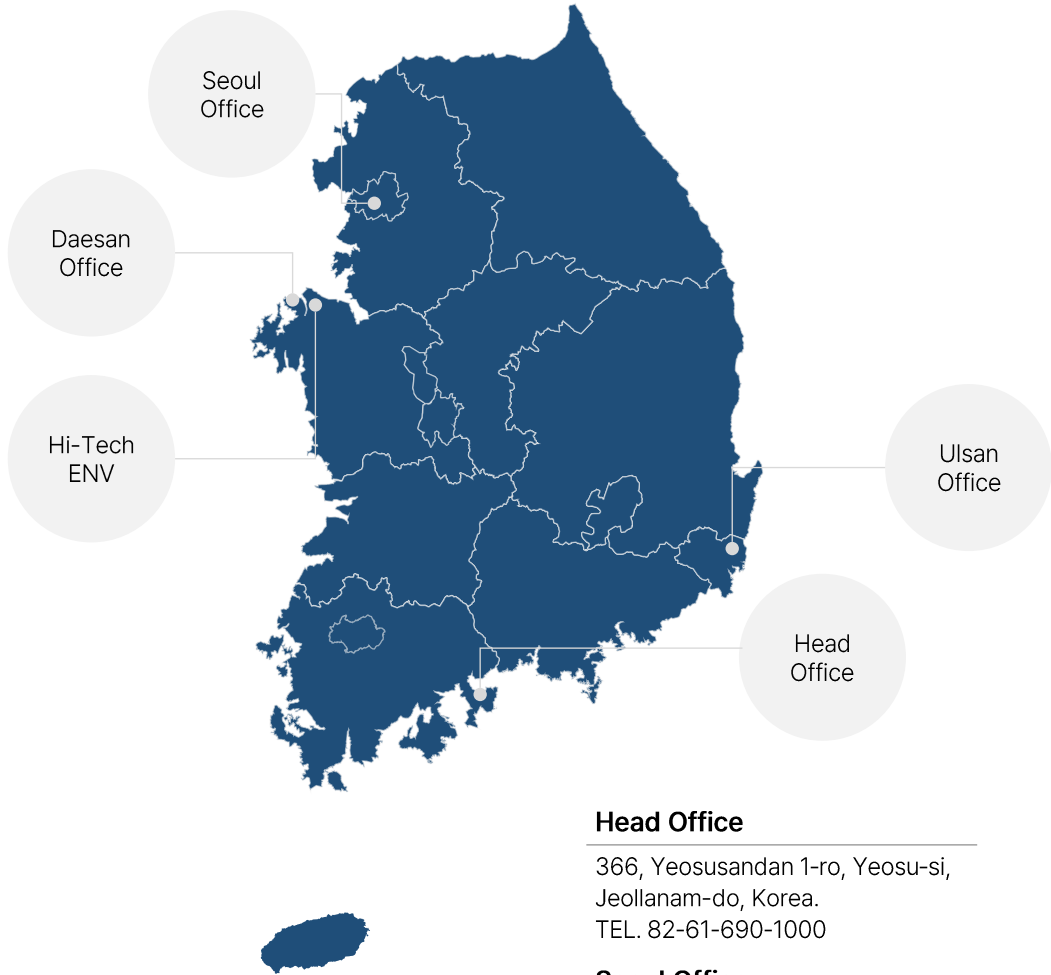 Seoul
Office
Daesan
Office
Hi-Tech
ENV
Ulsan
Office
Head
Office
Head Office
366, Yeosusandan 1-ro, Yeosu-si,
Jeollanam-do, Korea.
TEL. 82-61-690-1000